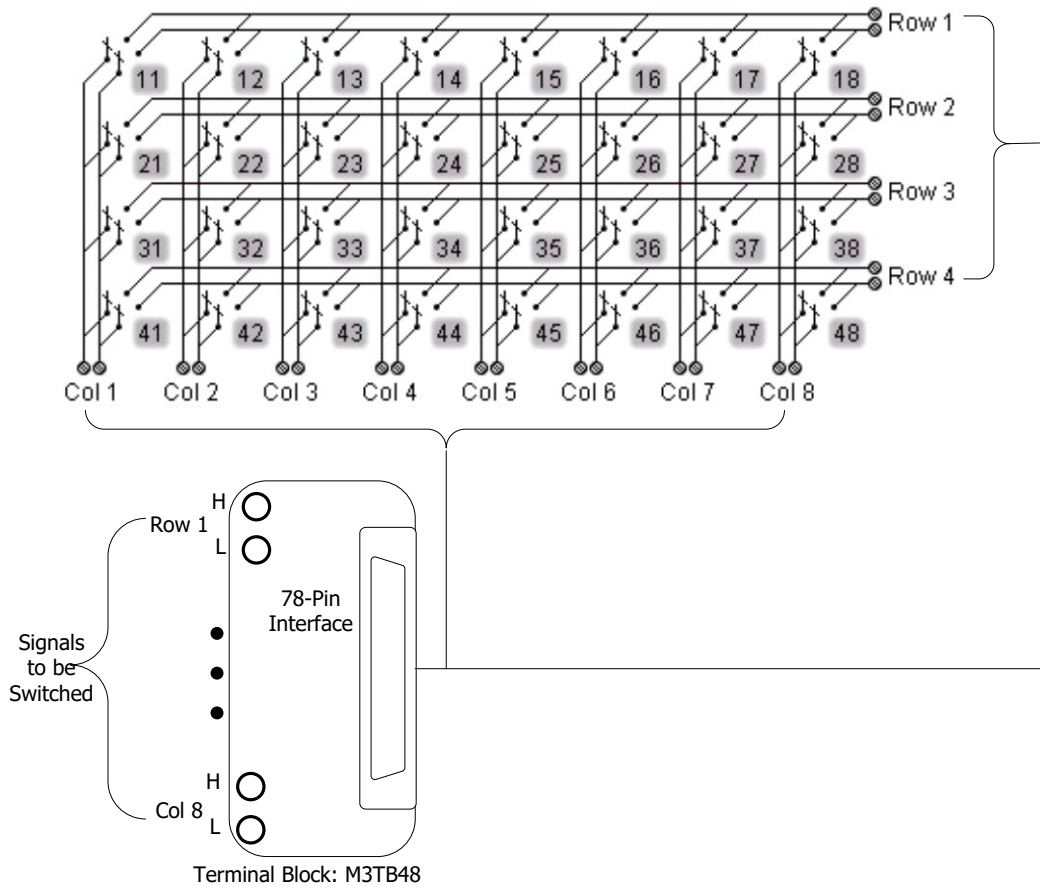 Row 1
11 12 13 14 15 16 17 18
Row 2
21 22 23 24 25 26 27 28
Row 3
31 32 33 34 35 36 37 38
Row 4
41 42 43 44 45 46 47 48
Col 1 Col 2 Col 3 Col 4 Col 5 Col 6 Col 7 Col 8
H
Row 1
L
78-Pin
Interface
Signals
to be
Switched
H
Col 8
L
Terminal Block: M3TB48